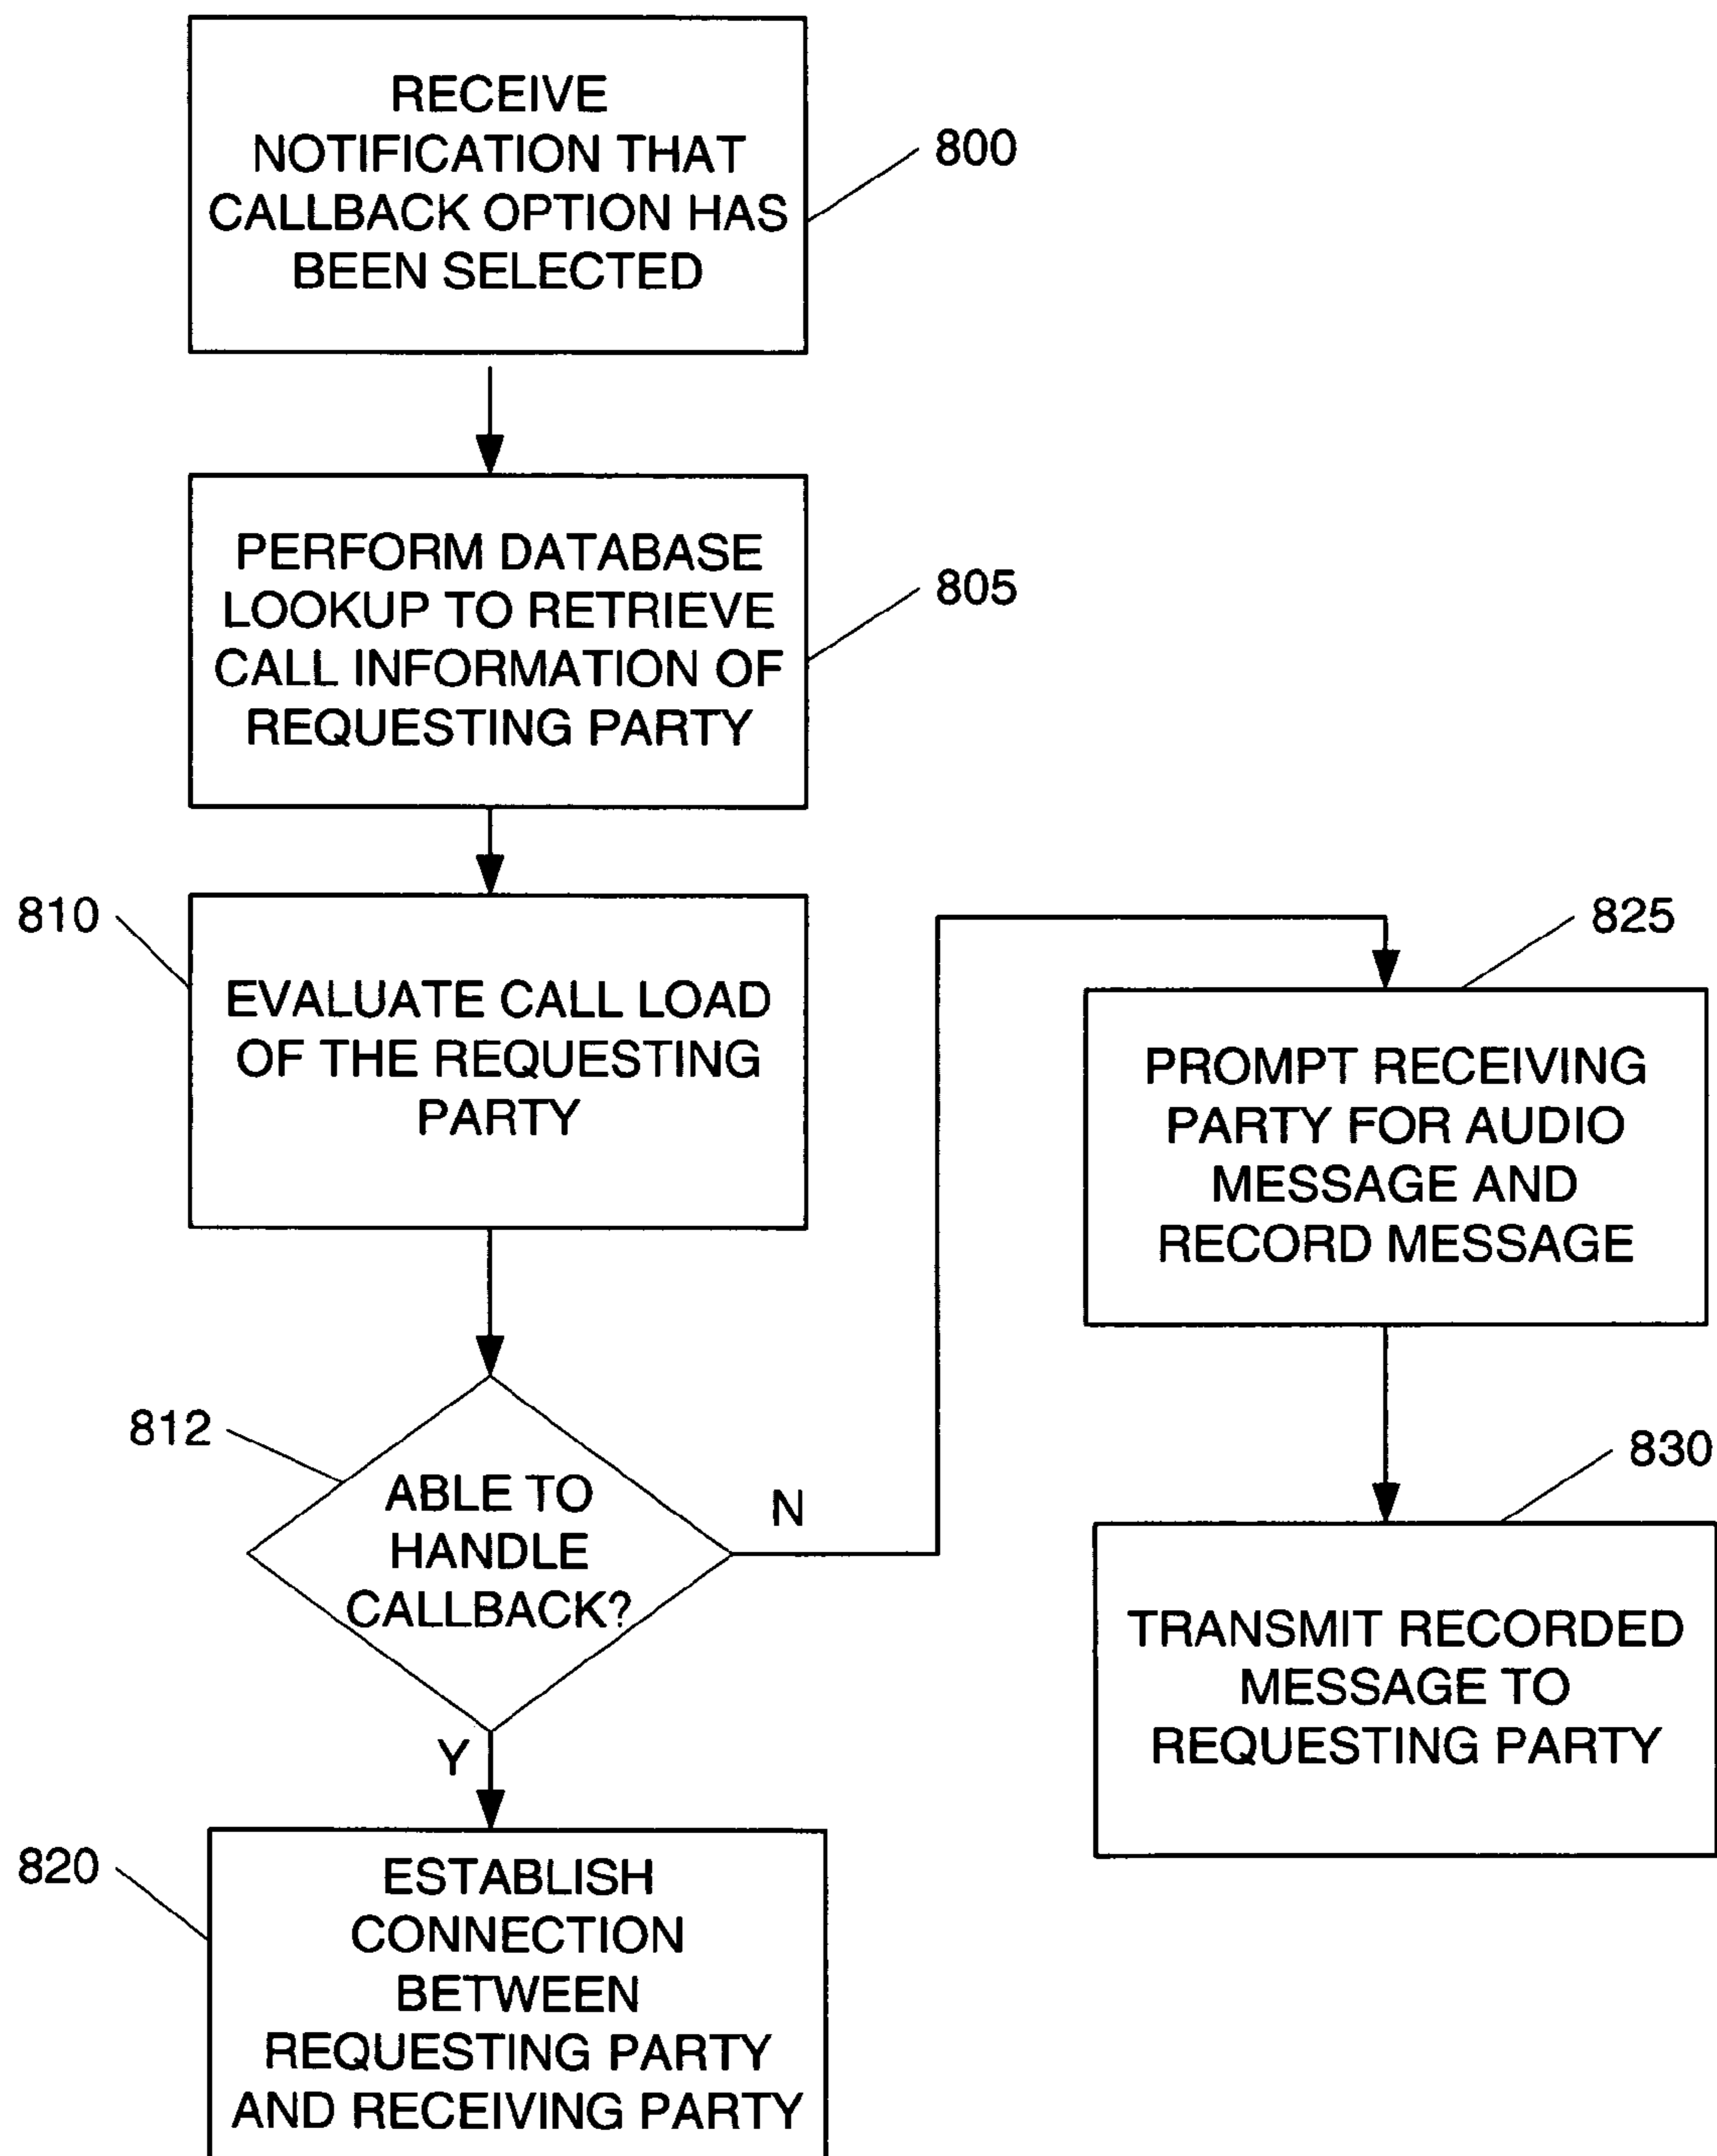 RECEIVE
NOTIFICATION THAT
CALLBACK OPTION HAS
BEEN SELECTED
800
PERFORM DATABASE
LOOKUP TO RETRIEVE
CALL INFORMATION OF
REQUESTING PARTY
805
810
EVALUATE CALL LOAD
OF THE REQUESTING
PARTY
812
ABLE TO
HANDLE
CALLBACK?
N
Y
820
ESTABLISH
CONNECTION
BETWEEN
REQUESTING PARTY
AND RECEIVING PARTY
825
PROMPT RECEIVING
PARTY FOR AUDIO
MESSAGE AND
RECORD MESSAGE
830
TRANSMIT RECORDED
MESSAGE TO
REQUESTING PARTY